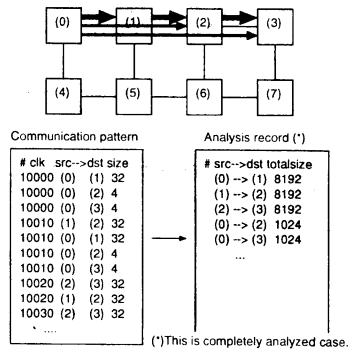 (0) (1) (2) (3)
(4) (5) (6) (7)
Communication pattern
# clk src-->dst size
10000 (0) (1) 32
10000 (0) (2) 4
10000 (0) (3) 4
10010 (0) (1) 32
10010 (0) (1) 32
10010 (0) (2) 4
10010 (0) (3) 4
10020 (2) (3) 32
10020 (1) (2) 32
10030 (2) (3) 32
....
Analysis record (*)
# src-->dst totalsize
(0) --> (1) 8192
(1) --> (2) 8192
(2) --> (3) 8192
(0) --> (2) 1024
(0) --> (3) 1024
...
(*)This is completely analyzed case.